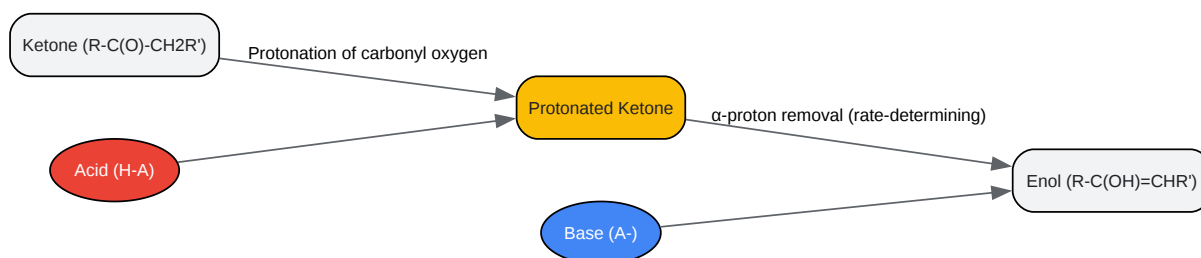 Ketone (R-C(O)-CH2R')
Protonation of carbonyl oxygen
Protonated Ketone
α-proton removal (rate-determining)
Acid (H-A)
Enol (R-C(OH)=CHR')
Base (A-)